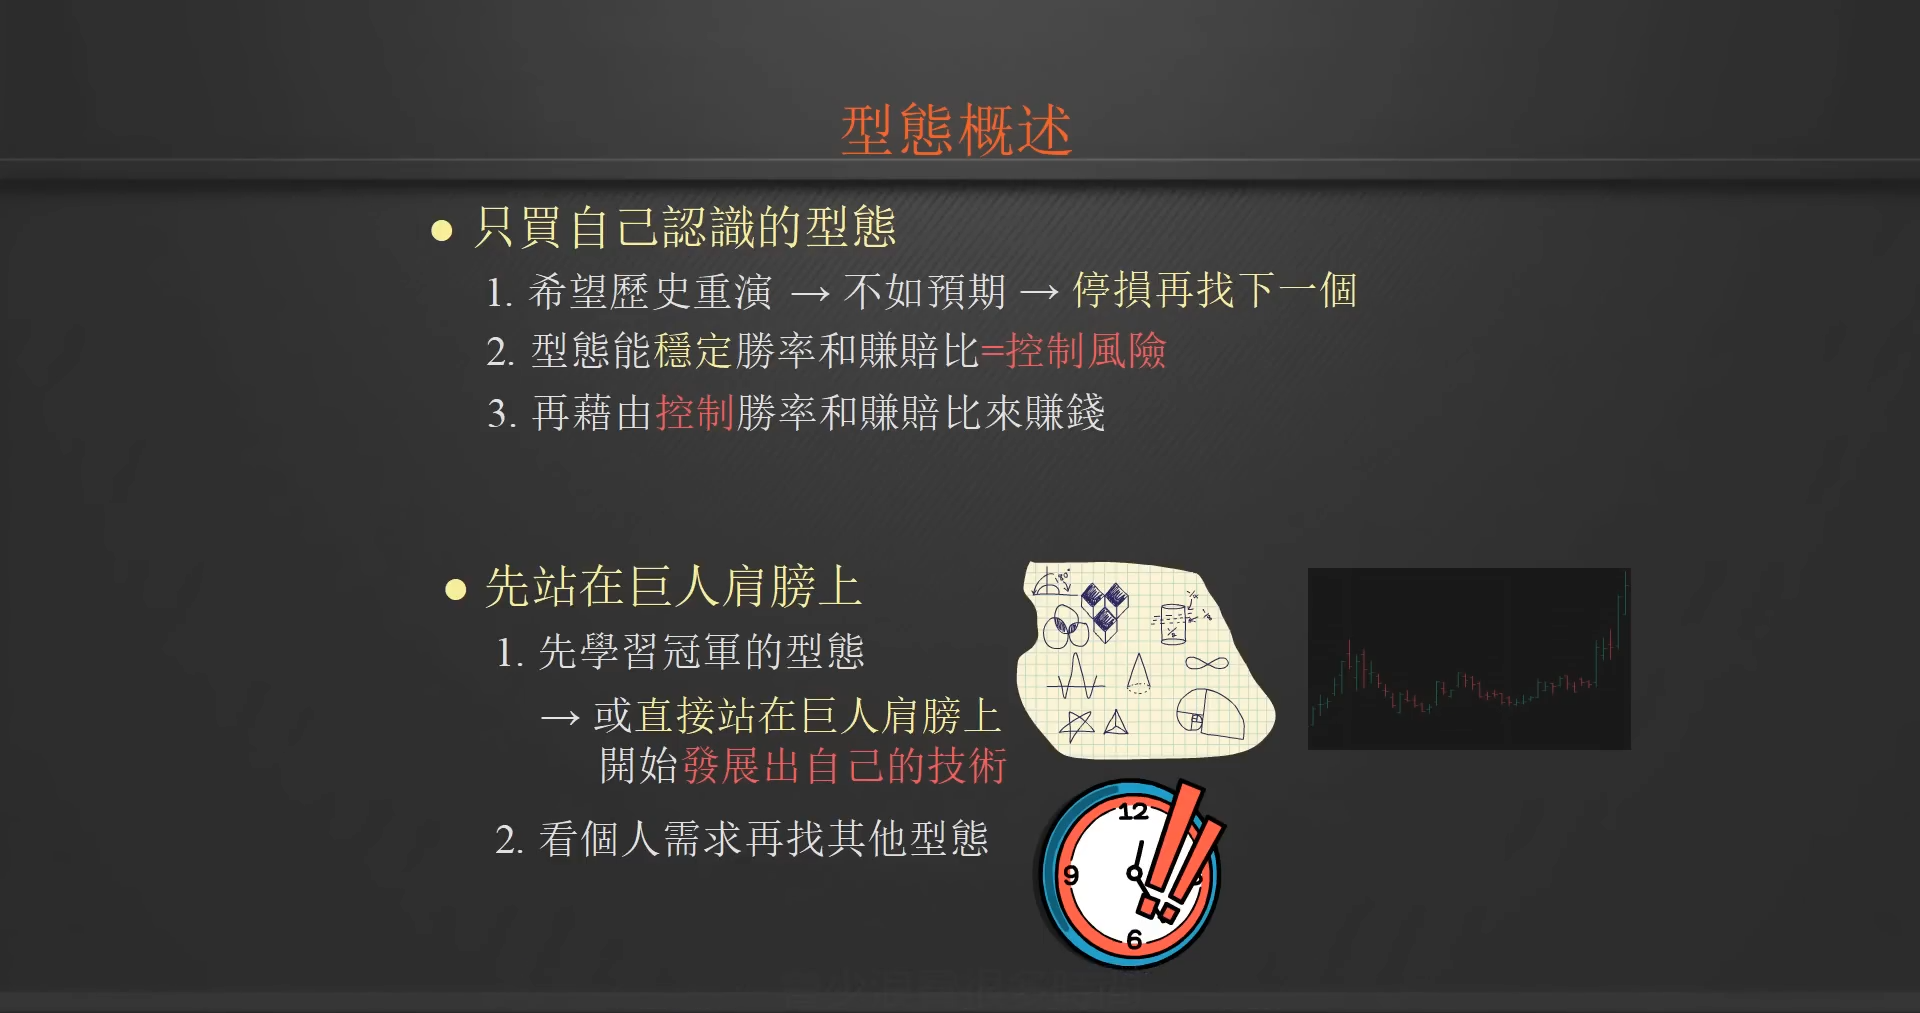 型態概述
● 只買自己認識的型態
1. 希望歷史重演 → 不如預期 → 停損再找下一個
2. 型態能穩定勝率和賺賠比=控制風險
3. 再藉由控制勝率和賺賠比來賺錢
● 先站在巨人肩膀上
1. 先學習冠軍的型態
→ 或直接站在巨人肩膀上
開始發展出自己的技術
2. 看個人需求再找其他型態
180°
12
9
6